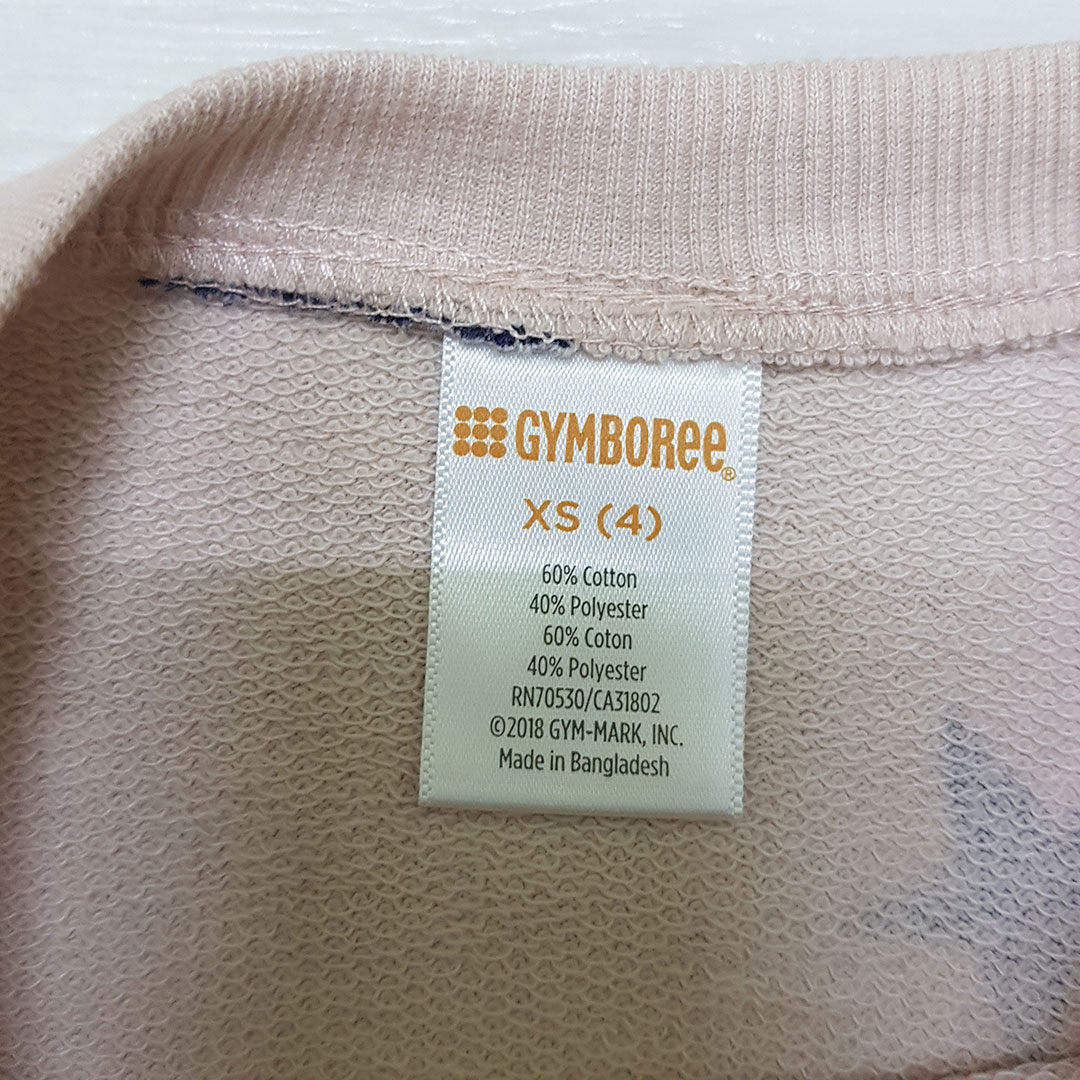 GYMBOREE®
XS (4)
60% Cotton
40% Polyester
60% Coton
40% Polyester
RN70530/CA31802
©2018 GYM-MARK, INC.
Made in Bangladesh